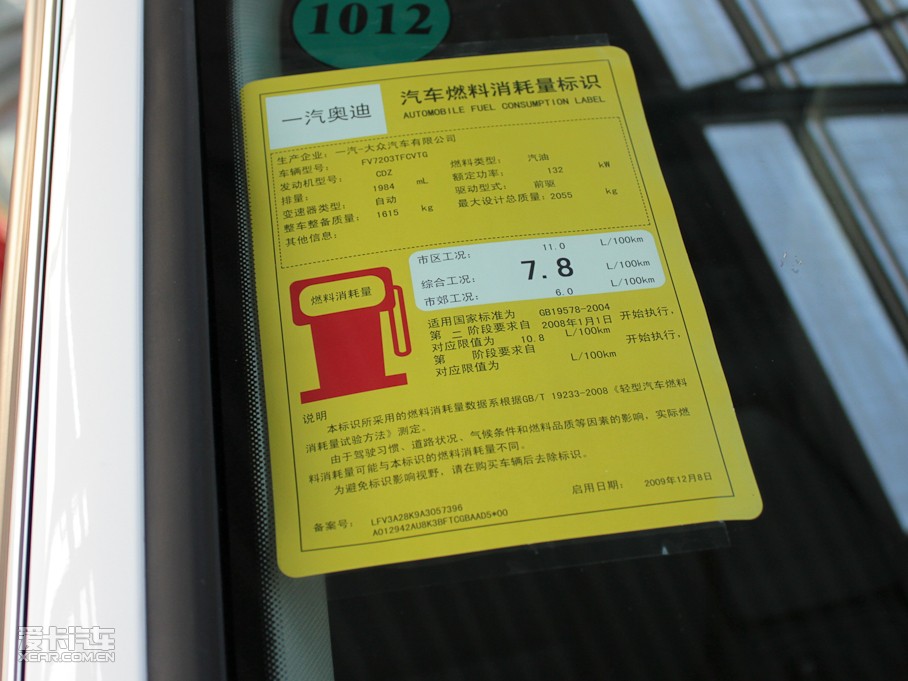 1012
一汽奥迪
汽车燃料消耗量标识
AUTOMOBILE FUEL CONSUMPTION LABEL
生产企业: 一汽-大众汽车有限公司
车辆型号: FV7203TFCVTG 燃料类型: 汽油
发动机型号: CDZ 额定功率: 132 kW
排量: 1984 mL 驱动型式: 前驱
变速器类型: 自动 最大设计总质量: 2055 kg
整车整备质量: 1615 kg
其他信息:
市区工况: 11.0 L/100km
综合工况: 7.8 L/100km
市郊工况: 6.0 L/100km
燃料消耗量
适用国家标准为 GB19578-2004
第 二 阶段要求自 2008年1月1日 开始执行,
对应限值为 10.8 L/100km
第 阶段要求自 开始执行,
对应限值为 L/100km
说明
本标识所采用的燃料消耗量数据系根据GB/T 19233-2008《轻型汽车燃料
消耗量试验方法》测定。
由于驾驶习惯、道路状况、气候条件和燃料品质等因素的影响,实际燃
料消耗量可能与本标识的燃料消耗量不同。
为避免标识影响视野,请在购买车辆后去除标识。
启用日期: 2009年12月8日
备案号: LFV3A28K9A3057396
A012942AU8K3BFTCGBAAD5*00
爱卡汽车
XCAR.COM.CN